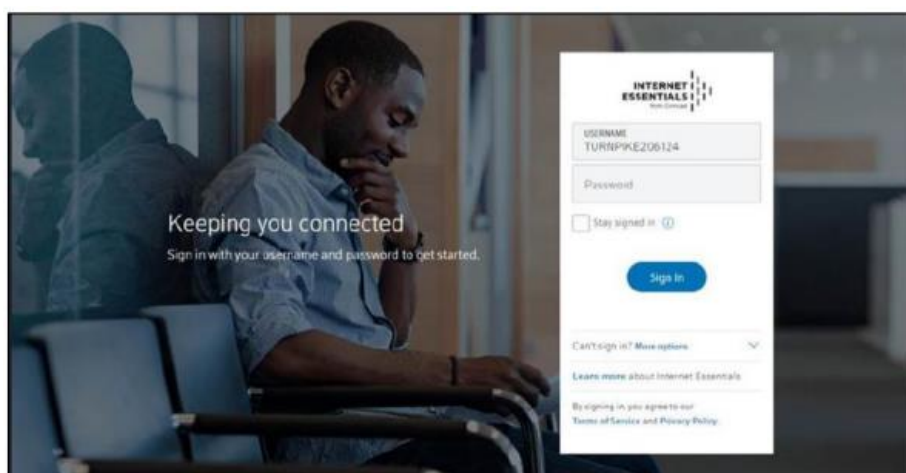 Keeping you connected
Sign in with your username and password to get started.
INTERNET
ESSENTIALS
from Comcast
USERNAME
TURNPIKE206124
Password
Stay signed in
Sign In
Can't sign in? More options
Learn more about Internet Essentials
By signing in, you agree to our
Terms of Service and Privacy Policy.